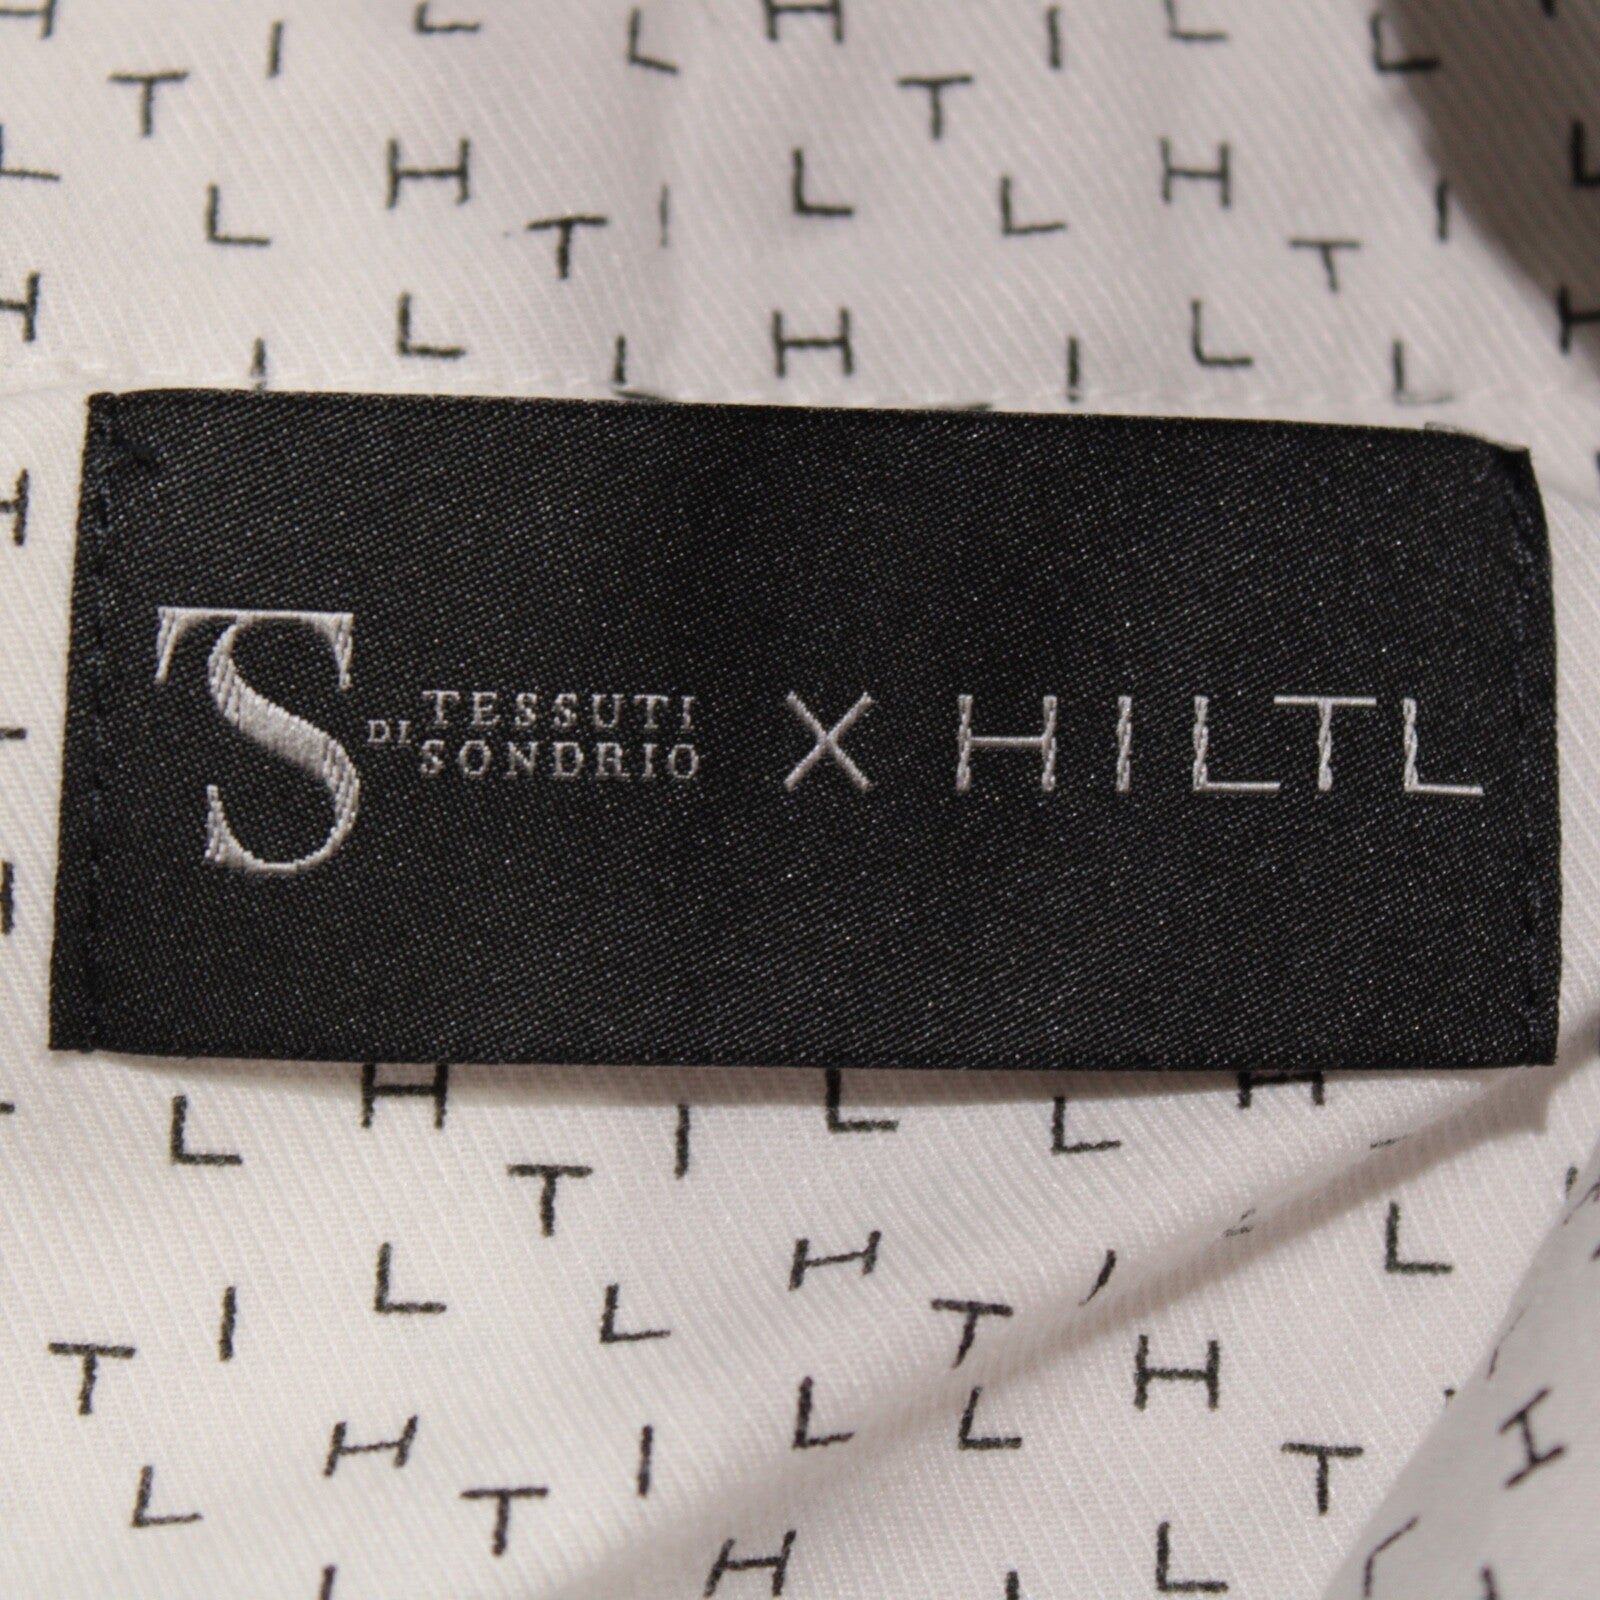 TS DI TESSUTI SONDRIO X HILTL